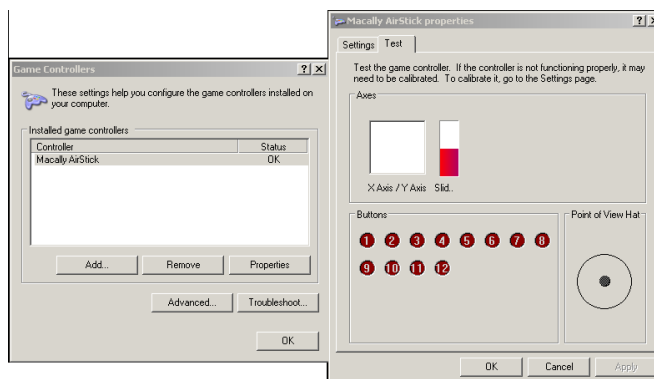 Game Controllers
These settings help you configure the game controllers installed on
your computer.
Installed game controllers
Controller Status
Macally AirStick OK
Add... Remove Properties
Advanced... Troubleshoot...
OK
Macally AirStick properties
Settings Test
Test the game controller. If the controller is not functioning properly, it may
need to be calibrated. To calibrate it, go to the Settings page.
Axes
X Axis / Y Axis Slid..
Buttons
1 2 3 4 5 6 7 8
9 10 11 12
Point of View Hat
OK Cancel Apply